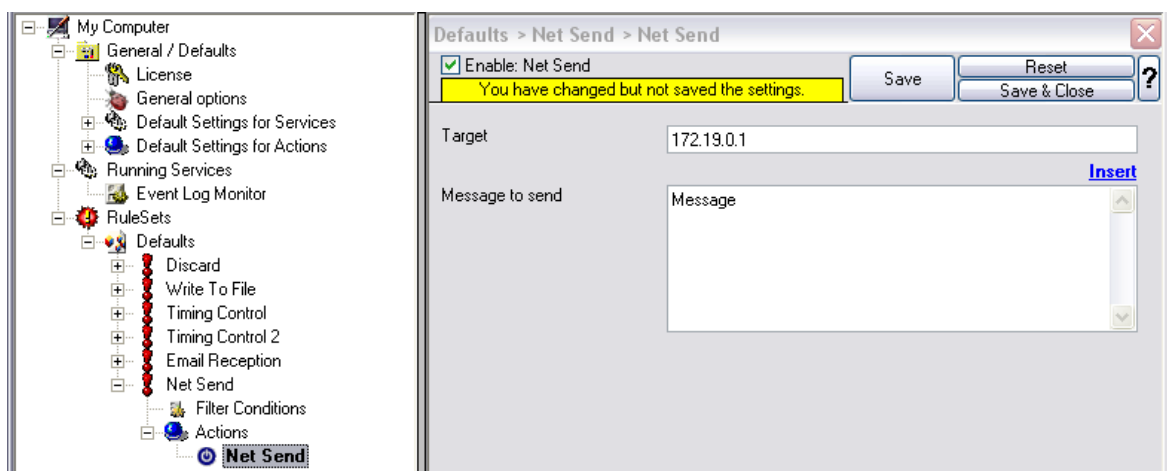 My Computer
General / Defaults
License
General options
Default Settings for Services
Default Settings for Actions
Running Services
Event Log Monitor
RuleSets
Defaults
Discard
Write To File
Timing Control
Timing Control 2
Email Reception
Net Send
Filter Conditions
Actions
Net Send
Defaults > Net Send > Net Send
Enable: Net Send
You have changed but not saved the settings.
Save
Reset
Save & Close
?
Target
172.19.0.1
Insert
Message to send
Message